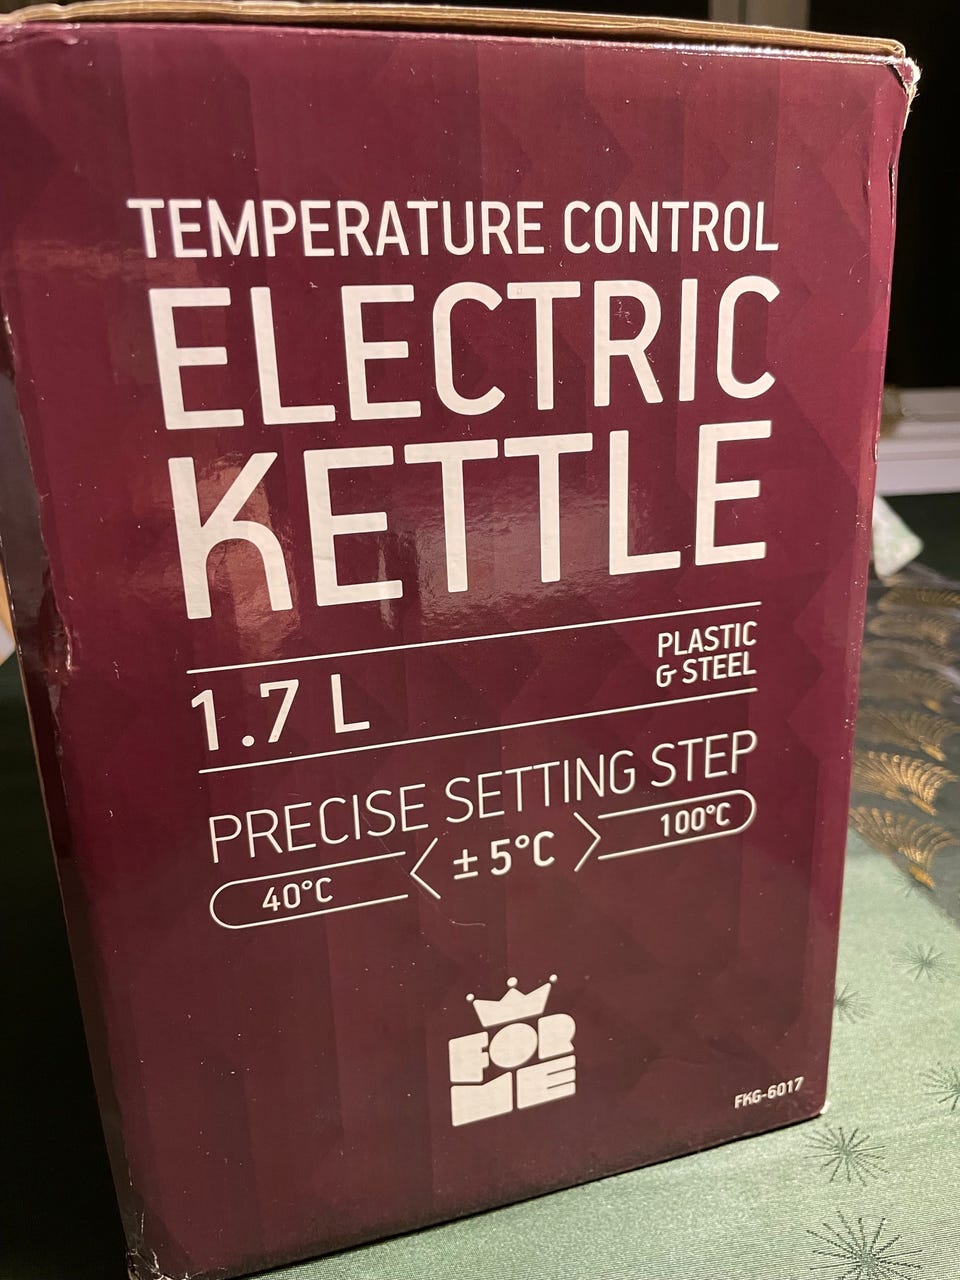 TEMPERATURE CONTROL
ELECTRIC
KETTLE
1.7 L
PLASTIC
& STEEL
PRECISE SETTING STEP
40°C ± 5°C 100°C
FOR
ME
FKG-6017